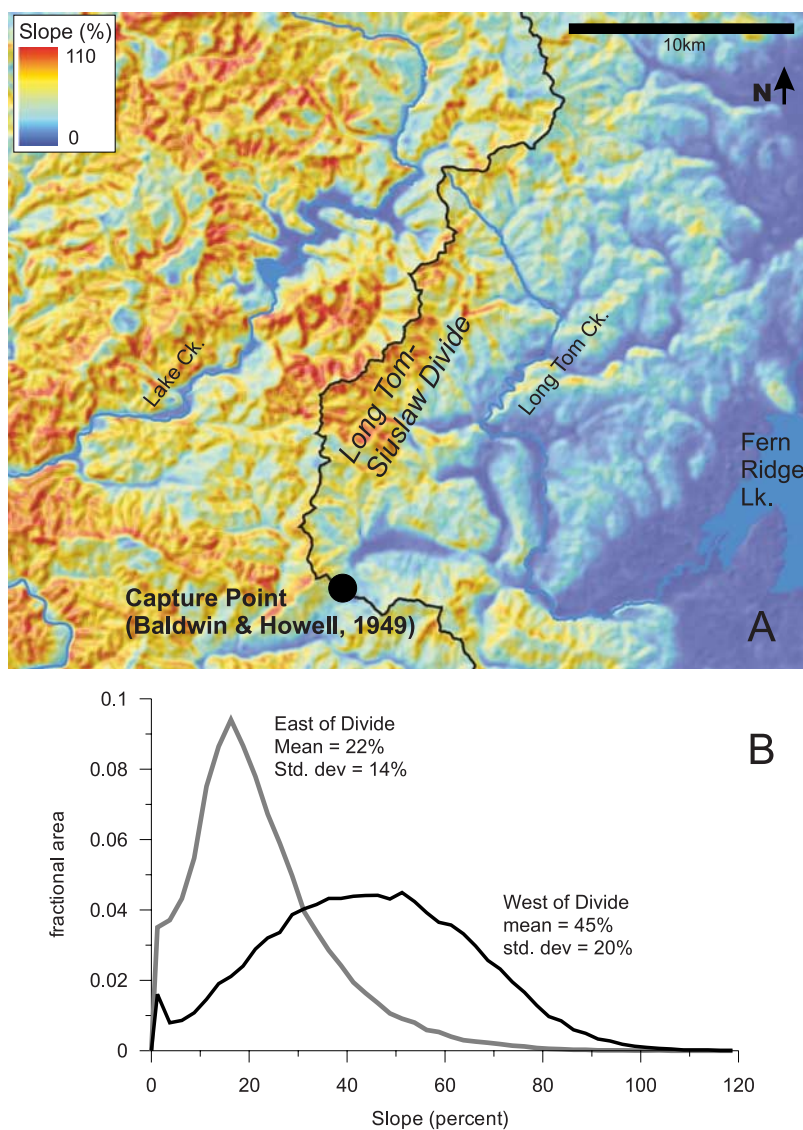 Slope (%)
110
0
10km
N
Lake Ck.
Long Tom-
Siuslaw Divide
Long Tom Ck.
Fern
Ridge
Lk.
Capture Point
(Baldwin & Howell, 1949)
A
0.1
0.08
0.06
0.04
0.02
0
fractional area
East of Divide
Mean = 22%
Std. dev = 14%
B
West of Divide
mean = 45%
std. dev = 20%
0 20 40 60 80 100 120
Slope (percent)